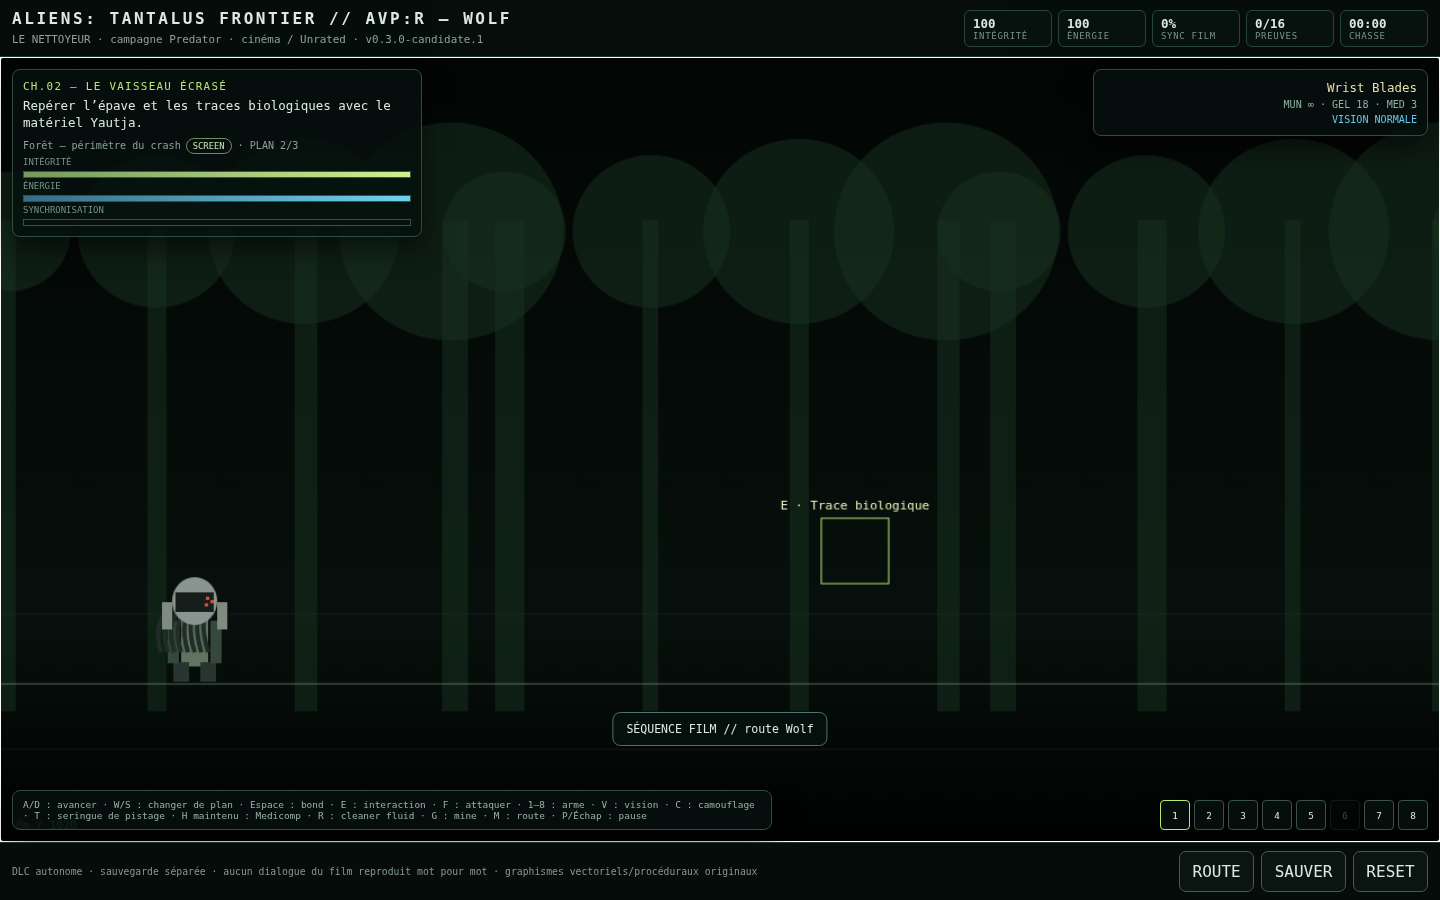 ALIENS: TANTALUS FRONTIER // AVP:R — WOLF
LE NETTOYEUR · campagne Predator · cinéma / Unrated · v0.3.0-candidate.1
100
INTÉGRITÉ
100
ÉNERGIE
0%
SYNC FILM
0/16
PREUVES
00:00
CHASSE
CH.02 — LE VAISSEAU ÉCRASÉ
Repérer l’épave et les traces biologiques avec le
matériel Yautja.
Forêt — périmètre du crash SCREEN · PLAN 2/3
INTÉGRITÉ
ÉNERGIE
SYNCHRONISATION
Wrist Blades
MUN ∞ · GEL 18 · MED 3
VISION NORMALE
E · Trace biologique
SÉQUENCE FILM // route Wolf
A/D : avancer · W/S : changer de plan · Espace : bond · E : interaction · F : attaquer · 1–8 : arme · V : vision · C : camouflage
· T : seringue de pistage · H maintenu : Medicomp · R : cleaner fluid · G : mine · M : route · P/Échap : pause
1 2 3 4 5 6 7 8
DLC autonome · sauvegarde séparée · aucun dialogue du film reproduit mot pour mot · graphismes vectoriels/procéduraux originaux
ROUTE SAUVER RESET